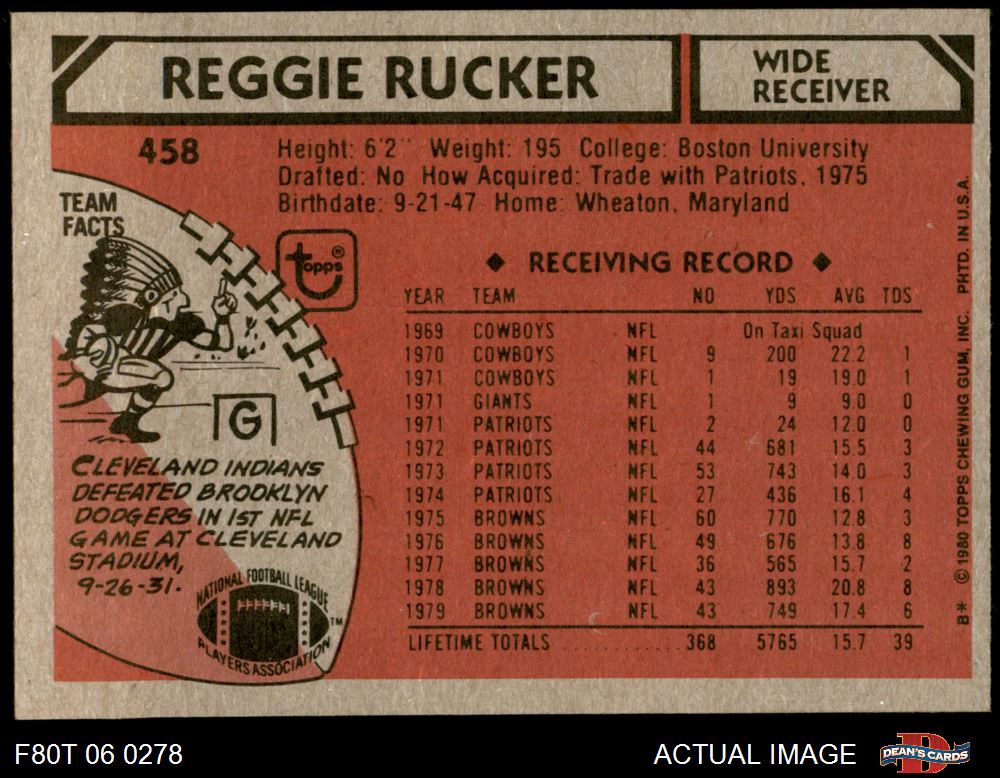 REGGIE RUCKER
WIDE
RECEIVER
458
Height: 6'2" Weight: 195 College: Boston University
Drafted: No How Acquired: Trade with Patriots, 1975
Birthdate: 9-21-47 Home: Wheaton, Maryland
TEAM
FACTS
topps®
G
CLEVELAND INDIANS
DEFEATED BROOKLYN
DODGERS IN 1ST NFL
GAME AT CLEVELAND
STADIUM,
9-26-31.
NATIONAL FOOTBALL LEAGUE
PLAYERS ASSOCIATION
TM
◆ RECEIVING RECORD ◆
YEAR TEAM NO YDS AVG TDS
1969 COWBOYS NFL On Taxi Squad
1970 COWBOYS NFL 9 200 22.2 1
1971 COWBOYS NFL 1 19 19.0 1
1971 GIANTS NFL 1 9 9.0 0
1971 PATRIOTS NFL 2 24 12.0 0
1972 PATRIOTS NFL 44 681 15.5 3
1973 PATRIOTS NFL 53 743 14.0 3
1974 PATRIOTS NFL 27 436 16.1 4
1975 BROWNS NFL 60 770 12.8 3
1976 BROWNS NFL 49 676 13.8 8
1977 BROWNS NFL 36 565 15.7 2
1978 BROWNS NFL 43 893 20.8 8
1979 BROWNS NFL 43 749 17.4 6
LIFETIME TOTALS 368 5765 15.7 39
B* ©1980 TOPPS CHEWING GUM, INC. PRTD. IN U.S.A.
F80T 06 0278
ACTUAL IMAGE
DEAN'S CARDS